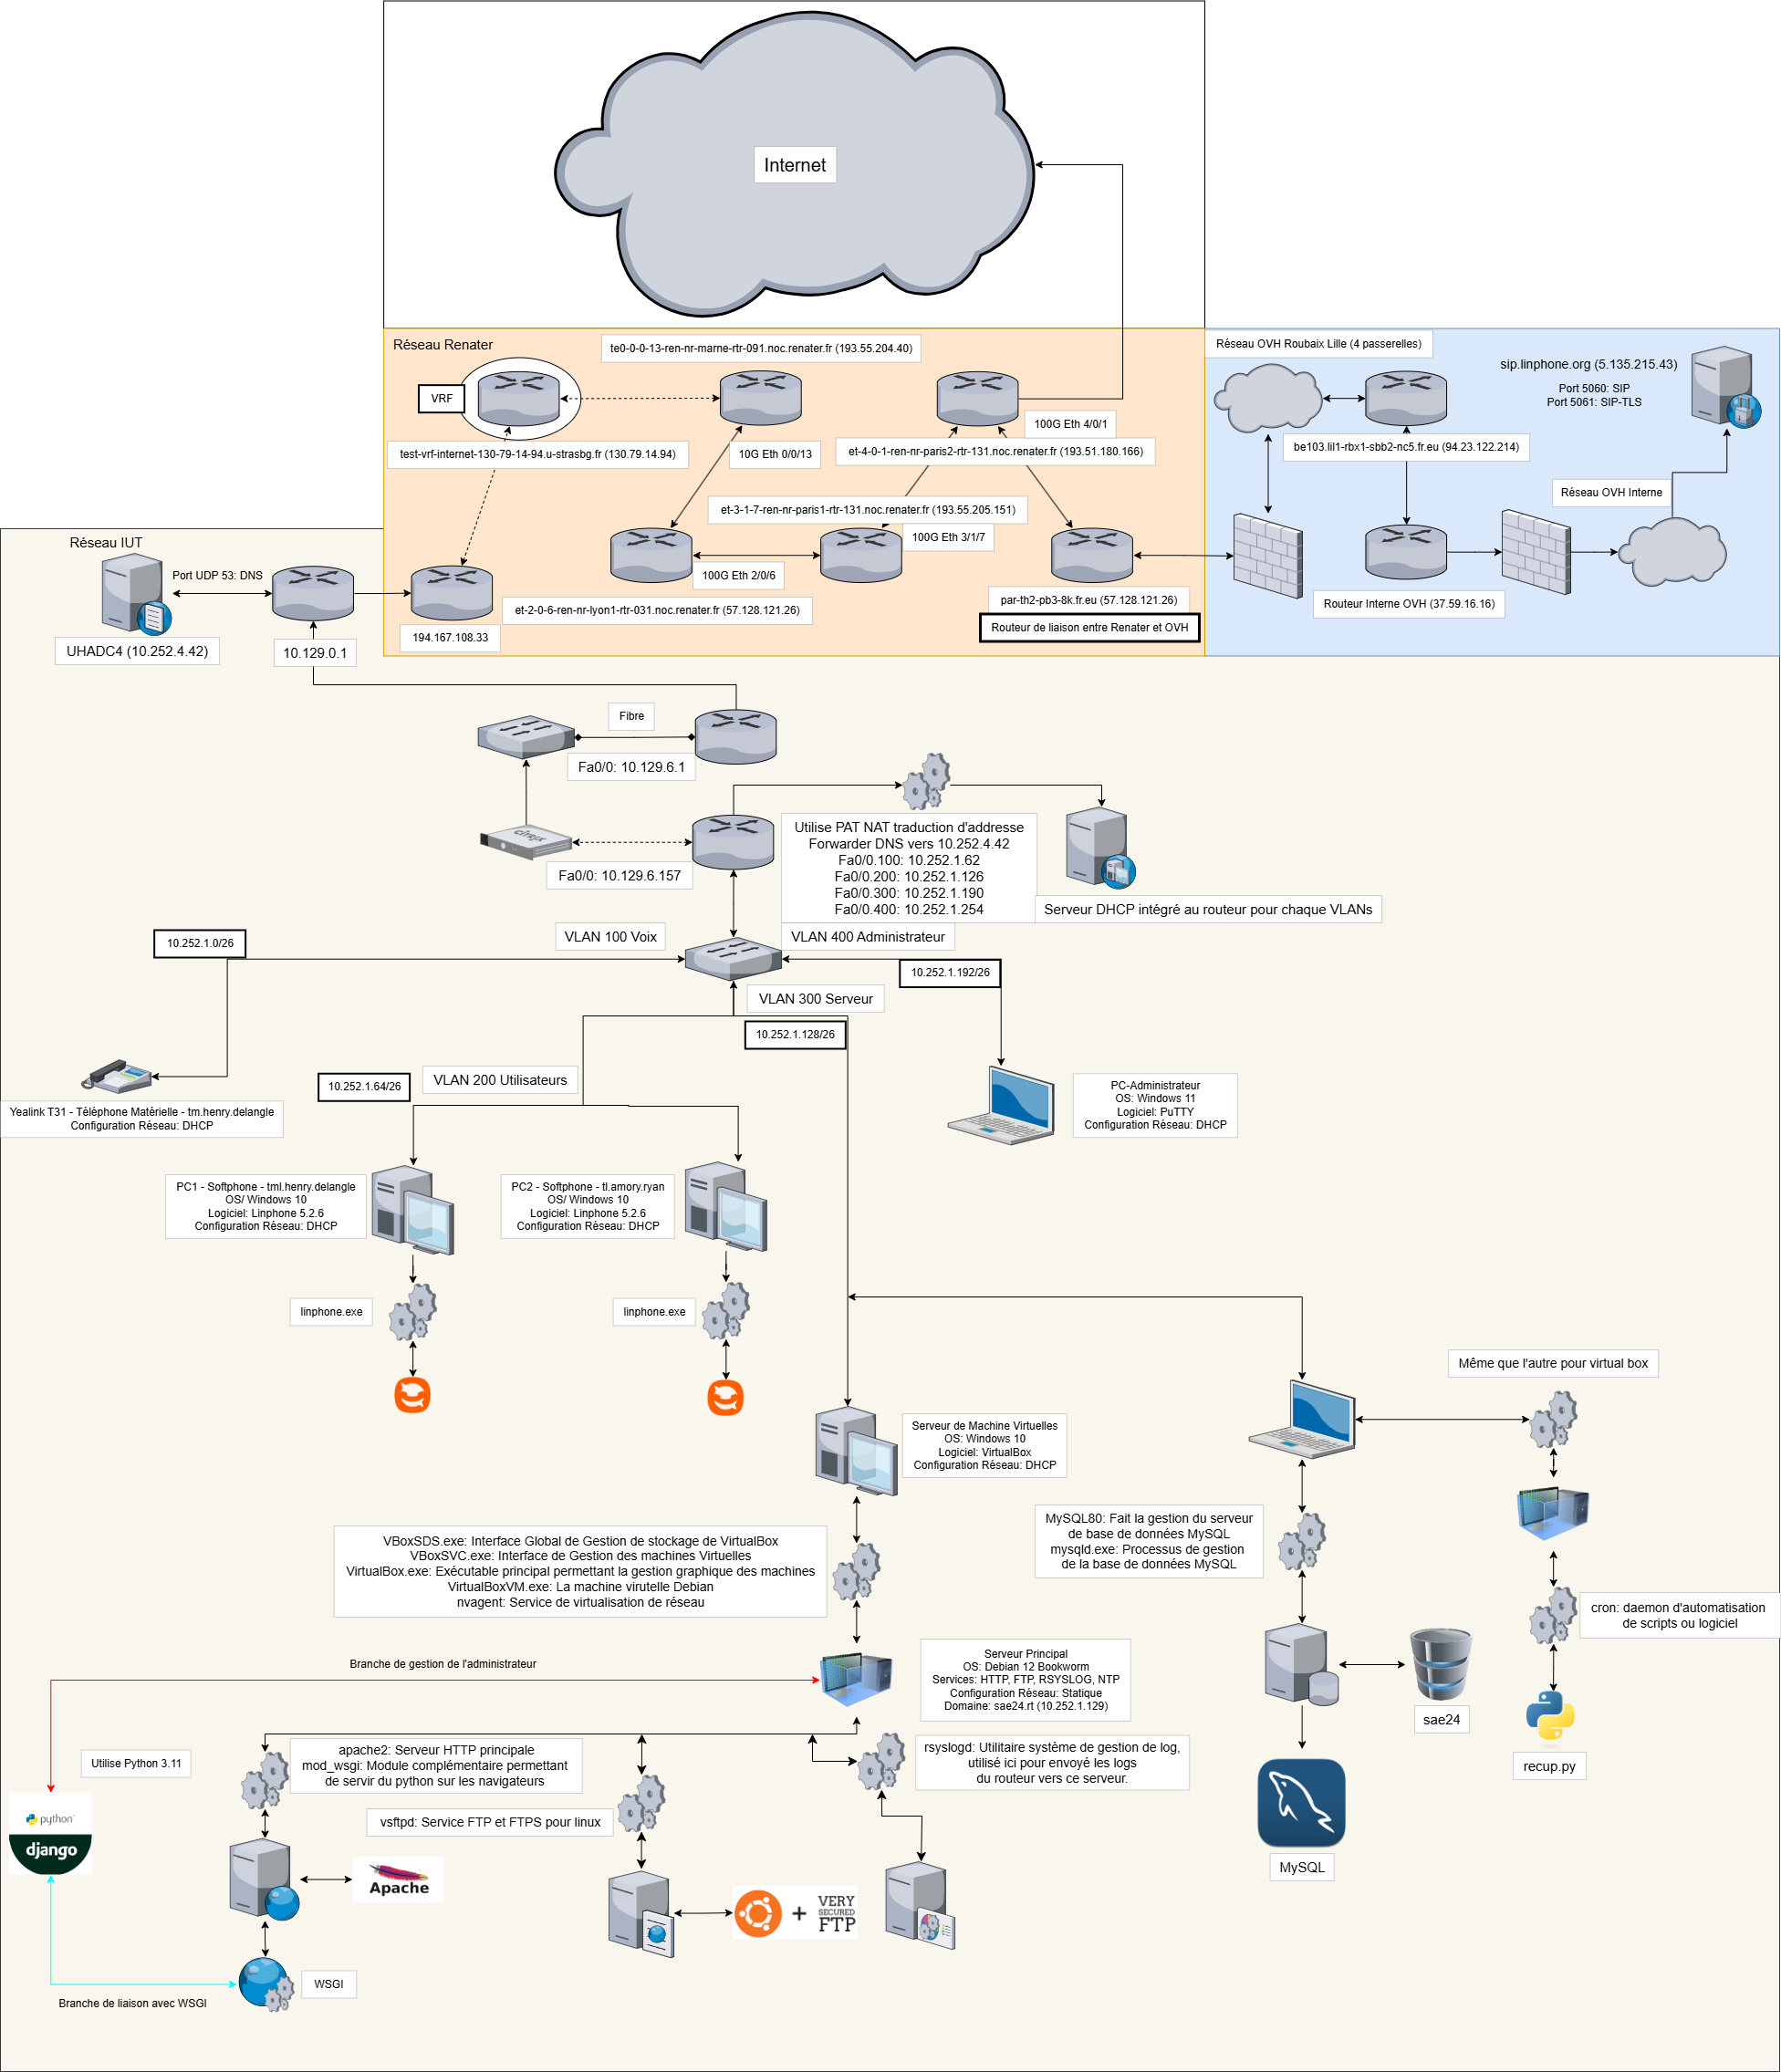 Internet
Réseau Renater
te0-0-0-13-ren-nr-marne-rtr-091.noc.renater.fr (193.55.204.40)
VRF
test-vrf-internet-130-79-14-94.u-strasbg.fr (130.79.14.94)
10G Eth 0/0/13
100G Eth 4/0/1
et-4-0-1-ren-nr-paris2-rtr-131.noc.renater.fr (193.51.180.166)
et-3-1-7-ren-nr-paris1-rtr-131.noc.renater.fr (193.55.205.151)
100G Eth 3/1/7
100G Eth 2/0/6
et-2-0-6-ren-nr-lyon1-rtr-031.noc.renater.fr (57.128.121.26)
194.167.108.33
par-th2-pb3-8k.fr.eu (57.128.121.26)
Routeur de liaison entre Renater et OVH
Réseau OVH Roubaix Lille (4 passerelles)
sip.linphone.org (5.135.215.43)
Port 5060: SIP
Port 5061: SIP-TLS
be103.lil1-rbx1-sbb2-nc5.fr.eu (94.23.122.214)
Réseau OVH Interne
Routeur Interne OVH (37.59.16.16)
Réseau IUT
Port UDP 53: DNS
UHADC4 (10.252.4.42)
10.129.0.1
Fibre
Fa0/0: 10.129.6.1
citrix
Fa0/0: 10.129.6.157
Utilise PAT NAT traduction d'addresse
Forwarder DNS vers 10.252.4.42
Fa0/0.100: 10.252.1.62
Fa0/0.200: 10.252.1.126
Fa0/0.300: 10.252.1.190
Fa0/0.400: 10.252.1.254
Serveur DHCP intégré au routeur pour chaque VLANs
10.252.1.0/26
VLAN 100 Voix
VLAN 400 Administrateur
10.252.1.192/26
VLAN 300 Serveur
10.252.1.128/26
10.252.1.64/26
VLAN 200 Utilisateurs
Yealink T31 - Téléphone Matérielle - tm.henry.delangle
Configuration Réseau: DHCP
PC-Administrateur
OS: Windows 11
Logiciel: PuTTY
Configuration Réseau: DHCP
PC1 - Softphone - tml.henry.delangle
OS/ Windows 10
Logiciel: Linphone 5.2.6
Configuration Réseau: DHCP
PC2 - Softphone - tl.amory.ryan
OS/ Windows 10
Logiciel: Linphone 5.2.6
Configuration Réseau: DHCP
linphone.exe
linphone.exe
Même que l'autre pour virtual box
Serveur de Machine Virtuelles
OS: Windows 10
Logiciel: VirtualBox
Configuration Réseau: DHCP
VBoxSDS.exe: Interface Global de Gestion de stockage de VirtualBox
VBoxSVC.exe: Interface de Gestion des machines Virtuelles
VirtualBox.exe: Exécutable principal permettant la gestion graphique des machines
VirtualBoxVM.exe: La machine virutelle Debian
nvagent: Service de virtualisation de réseau
MySQL80: Fait la gestion du serveur
de base de données MySQL
mysqld.exe: Processus de gestion
de la base de données MySQL
cron: daemon d'automatisation
de scripts ou logiciel
Branche de gestion de l'administrateur
Serveur Principal
OS: Debian 12 Bookworm
Services: HTTP, FTP, RSYSLOG, NTP
Configuration Réseau: Statique
Domaine: sae24.rt (10.252.1.129)
sae24
recup.py
Utilise Python 3.11
apache2: Serveur HTTP principale
mod_wsgi: Module complémentaire permettant
de servir du python sur les navigateurs
rsyslogd: Utilitaire système de gestion de log,
utilisé ici pour envoyé les logs
du routeur vers ce serveur.
vsftpd: Service FTP et FTPS pour linux
python
django
MySQL
Apache
+
VERY
SECURED
FTP
WSGI
Branche de liaison avec WSGI